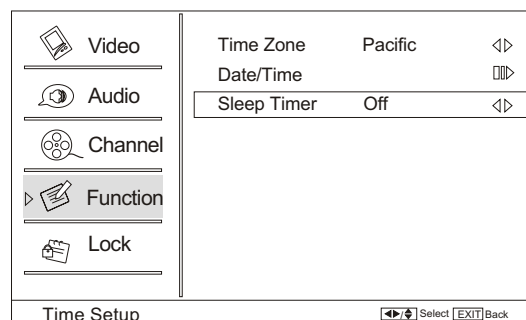 Video
Audio
Channel
Function
Lock
Time Zone Pacific
Date/Time
Sleep Timer Off
Time Setup
Select EXIT Back